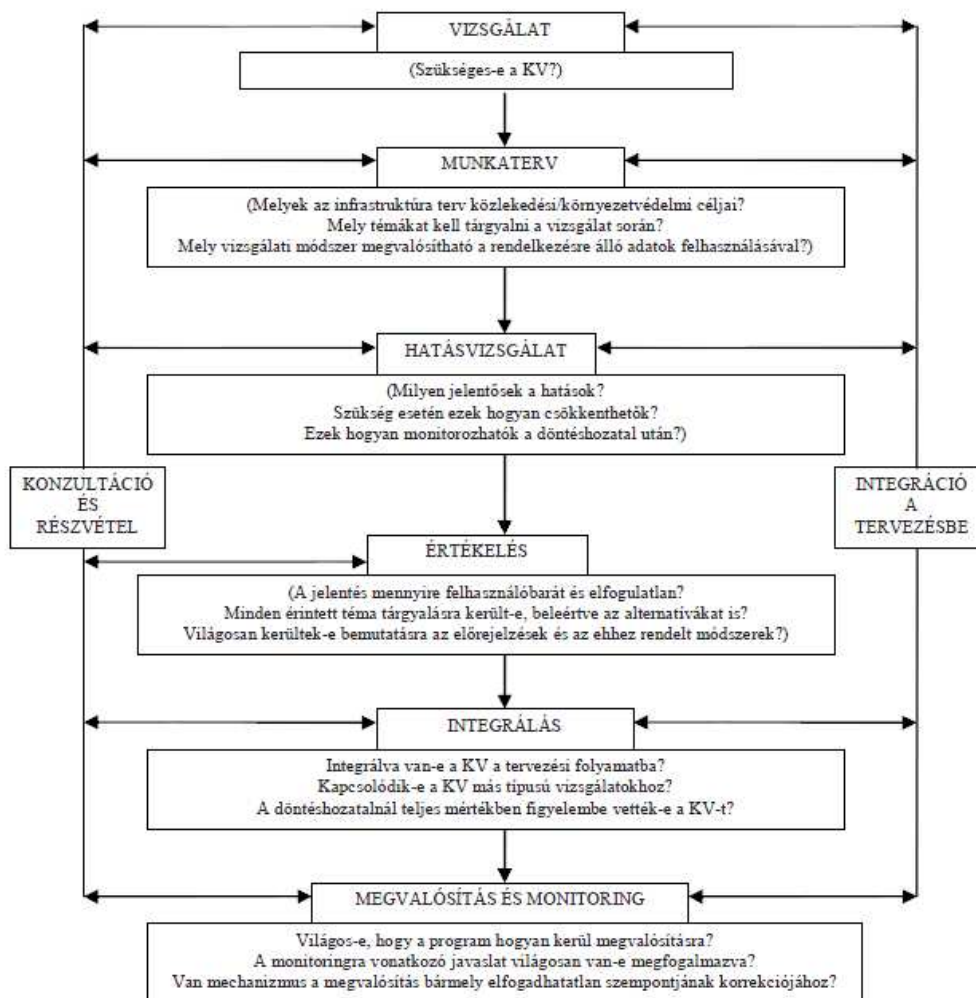 VIZSGÁLAT
(Szükséges-e a KV?)
MUNKATERV
(Melyek az infrastruktúra terv közlekedési/környezetvédelmi céljai?
Mely témákat kell tárgyalni a vizsgálat során?
Mely vizsgálati módszer megvalósítható a rendelkezésre álló adatok felhasználásával?)
HATÁSVIZSGÁLAT
(Milyen jelentősek a hatások?
Szükség esetén ezek hogyan csökkenthetők?
Ezek hogyan monitorozhatók a döntéshozatal után?)
KONZULTÁCIÓ
ÉS
RÉSZVÉTEL
INTEGRÁCIÓ
A
TERVEZÉSBE
ÉRTÉKELÉS
(A jelentés mennyire felhasználóbarát és elfogulatlan?
Minden érintett téma tárgyalásra került-e, beleértve az alternatívákat is?
Világosan kerültek-e bemutatásra az előrejelzések és az ehhez rendelt módszerek?)
INTEGRÁLÁS
Integrálva van-e a KV a tervezési folyamatba?
Kapcsolódik-e a KV más típusú vizsgálatokhoz?
A döntéshozatalnál teljes mértékben figyelembe vették-e a KV-t?
MEGVALÓSÍTÁS ÉS MONITORING
Világos-e, hogy a program hogyan kerül megvalósításra?
A monitoringra vonatkozó javaslat világosan van-e megfogalmazva?
Van mechanizmus a megvalósítás bármely elfogadhatatlan szempontjának korrekciójához?